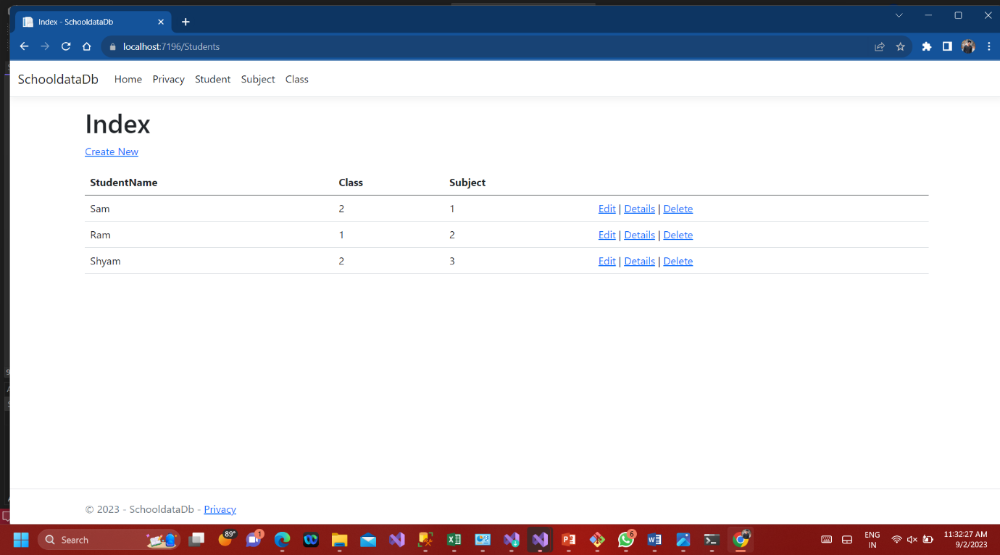 Index - SchooldataDb
localhost:7196/Students
SchooldataDb Home Privacy Student Subject Class
Index
Create New
StudentName Class Subject
Sam 2 1 Edit | Details | Delete
Ram 1 2 Edit | Details | Delete
Shyam 2 3 Edit | Details | Delete
© 2023 - SchooldataDb - Privacy
Search 89° 1 6 ENG 11:32:27 AM
IN 9/2/2023